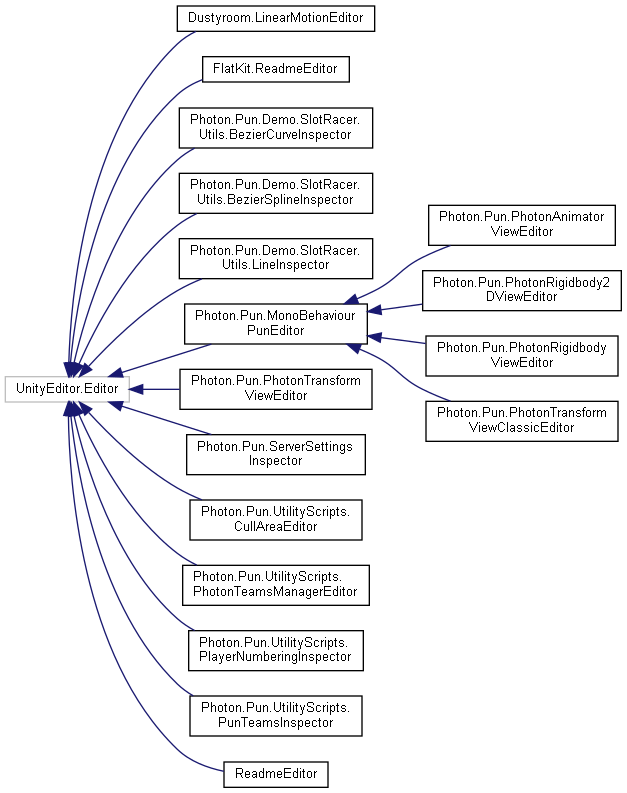 Dustyroom.LinearMotionEditor
FlatKit.ReadmeEditor
Photon.Pun.Demo.SlotRacer.
Utils.BezierCurveInspector
Photon.Pun.Demo.SlotRacer.
Utils.BezierSplineInspector
Photon.Pun.Demo.SlotRacer.
Utils.LineInspector
Photon.Pun.MonoBehaviour
PunEditor
Photon.Pun.PhotonAnimator
ViewEditor
Photon.Pun.PhotonRigidbody2
DViewEditor
Photon.Pun.PhotonRigidbody
ViewEditor
Photon.Pun.PhotonTransform
ViewClassicEditor
UnityEditor.Editor
Photon.Pun.PhotonTransform
ViewEditor
Photon.Pun.ServerSettings
Inspector
Photon.Pun.UtilityScripts.
CullAreaEditor
Photon.Pun.UtilityScripts.
PhotonTeamsManagerEditor
Photon.Pun.UtilityScripts.
PlayerNumberingInspector
Photon.Pun.UtilityScripts.
PunTeamsInspector
ReadmeEditor